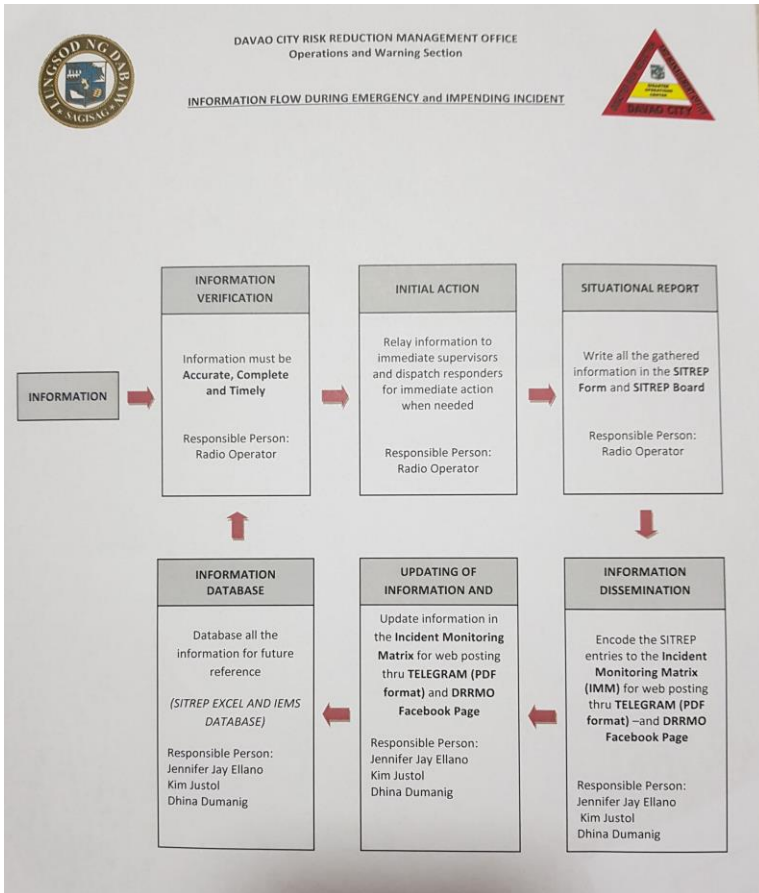 LUNGSOD NG DABAW
SAGISAG
DAVAO CITY RISK REDUCTION MANAGEMENT OFFICE
Operations and Warning Section
INFORMATION FLOW DURING EMERGENCY and IMPENDING INCIDENT
DAVAO CITY
INFORMATION
INFORMATION
VERIFICATION
Information must be
Accurate, Complete
and Timely
Responsible Person:
Radio Operator
INITIAL ACTION
Relay information to
immediate supervisors
and dispatch responders
for immediate action
when needed
Responsible Person:
Radio Operator
SITUATIONAL REPORT
Write all the gathered
information in the SITREP
Form and SITREP Board
Responsible Person:
Radio Operator
INFORMATION
DISSEMINATION
Encode the SITREP
entries to the Incident
Monitoring Matrix
(IMM) for web posting
thru TELEGRAM (PDF
format) –and DRRMO
Facebook Page
Responsible Person:
Jennifer Jay Ellano
Kim Justol
Dhina Dumanig
UPDATING OF
INFORMATION AND
Update information in
the Incident Monitoring
Matrix for web posting
thru TELEGRAM (PDF
format) and DRRMO
Facebook Page
Responsible Person:
Jennifer Jay Ellano
Kim Justol
Dhina Dumanig
INFORMATION
DATABASE
Database all the
information for future
reference
(SITREP EXCEL AND IEMS
DATABASE)
Responsible Person:
Jennifer Jay Ellano
Kim Justol
Dhina Dumanig